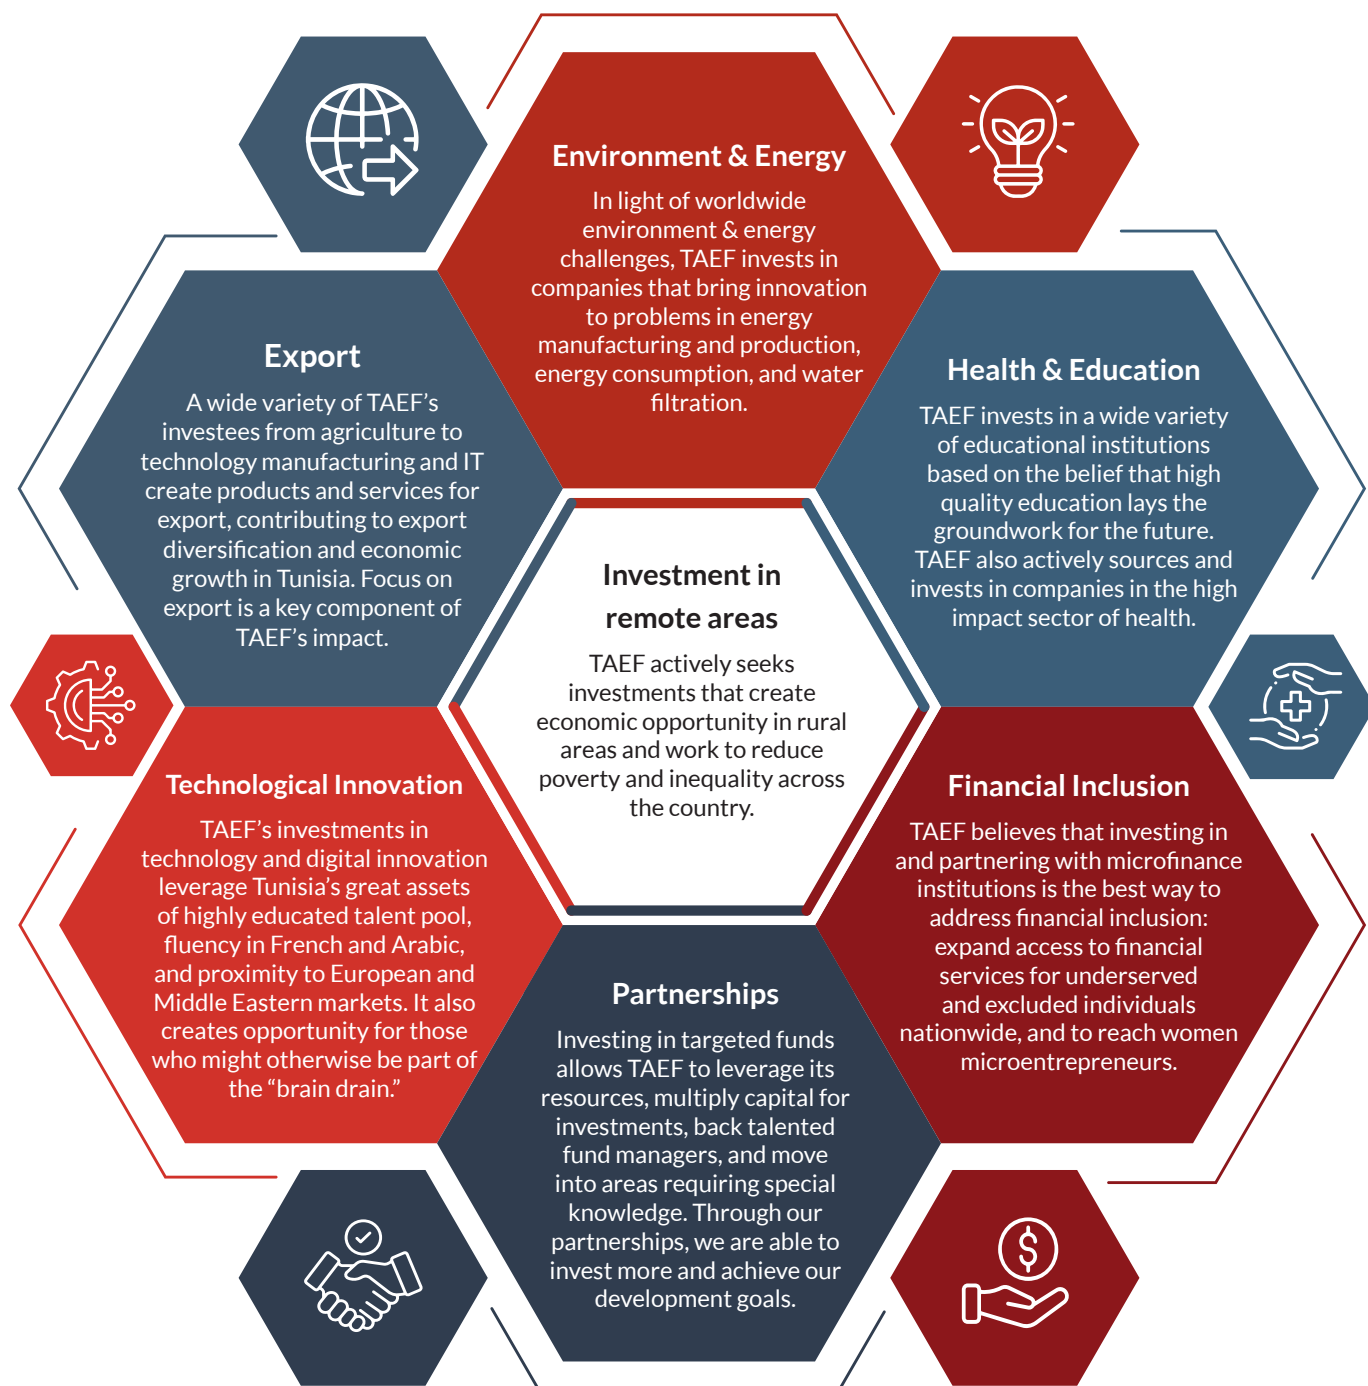 Environment & Energy
In light of worldwide
environment & energy
challenges, TAEF invests in
companies that bring innovation
to problems in energy
manufacturing and production,
energy consumption, and water
filtration.
Export
A wide variety of TAEF’s
investees from agriculture to
technology manufacturing and IT
create products and services for
export, contributing to export
diversification and economic
growth in Tunisia. Focus on
export is a key component of
TAEF’s impact.
Health & Education
TAEF invests in a wide variety
of educational institutions
based on the belief that high
quality education lays the
groundwork for the future.
TAEF also actively sources and
invests in companies in the high
impact sector of health.
Investment in
remote areas
TAEF actively seeks
investments that create
economic opportunity in rural
areas and work to reduce
poverty and inequality across
the country.
Technological Innovation
TAEF’s investments in
technology and digital innovation
leverage Tunisia’s great assets
of highly educated talent pool,
fluency in French and Arabic,
and proximity to European and
Middle Eastern markets. It also
creates opportunity for those
who might otherwise be part of
the “brain drain.”
Financial Inclusion
TAEF believes that investing in
and partnering with microfinance
institutions is the best way to
address financial inclusion:
expand access to financial
services for underserved
and excluded individuals
nationwide, and to reach women
microentrepreneurs.
Partnerships
Investing in targeted funds
allows TAEF to leverage its
resources, multiply capital for
investments, back talented
fund managers, and move
into areas requiring special
knowledge. Through our
partnerships, we are able to
invest more and achieve our
development goals.
$